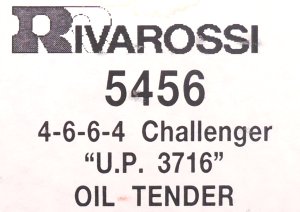 RIVAROSSI
5456
4-6-6-4 Challenger
“U.P. 3716”
OIL TENDER